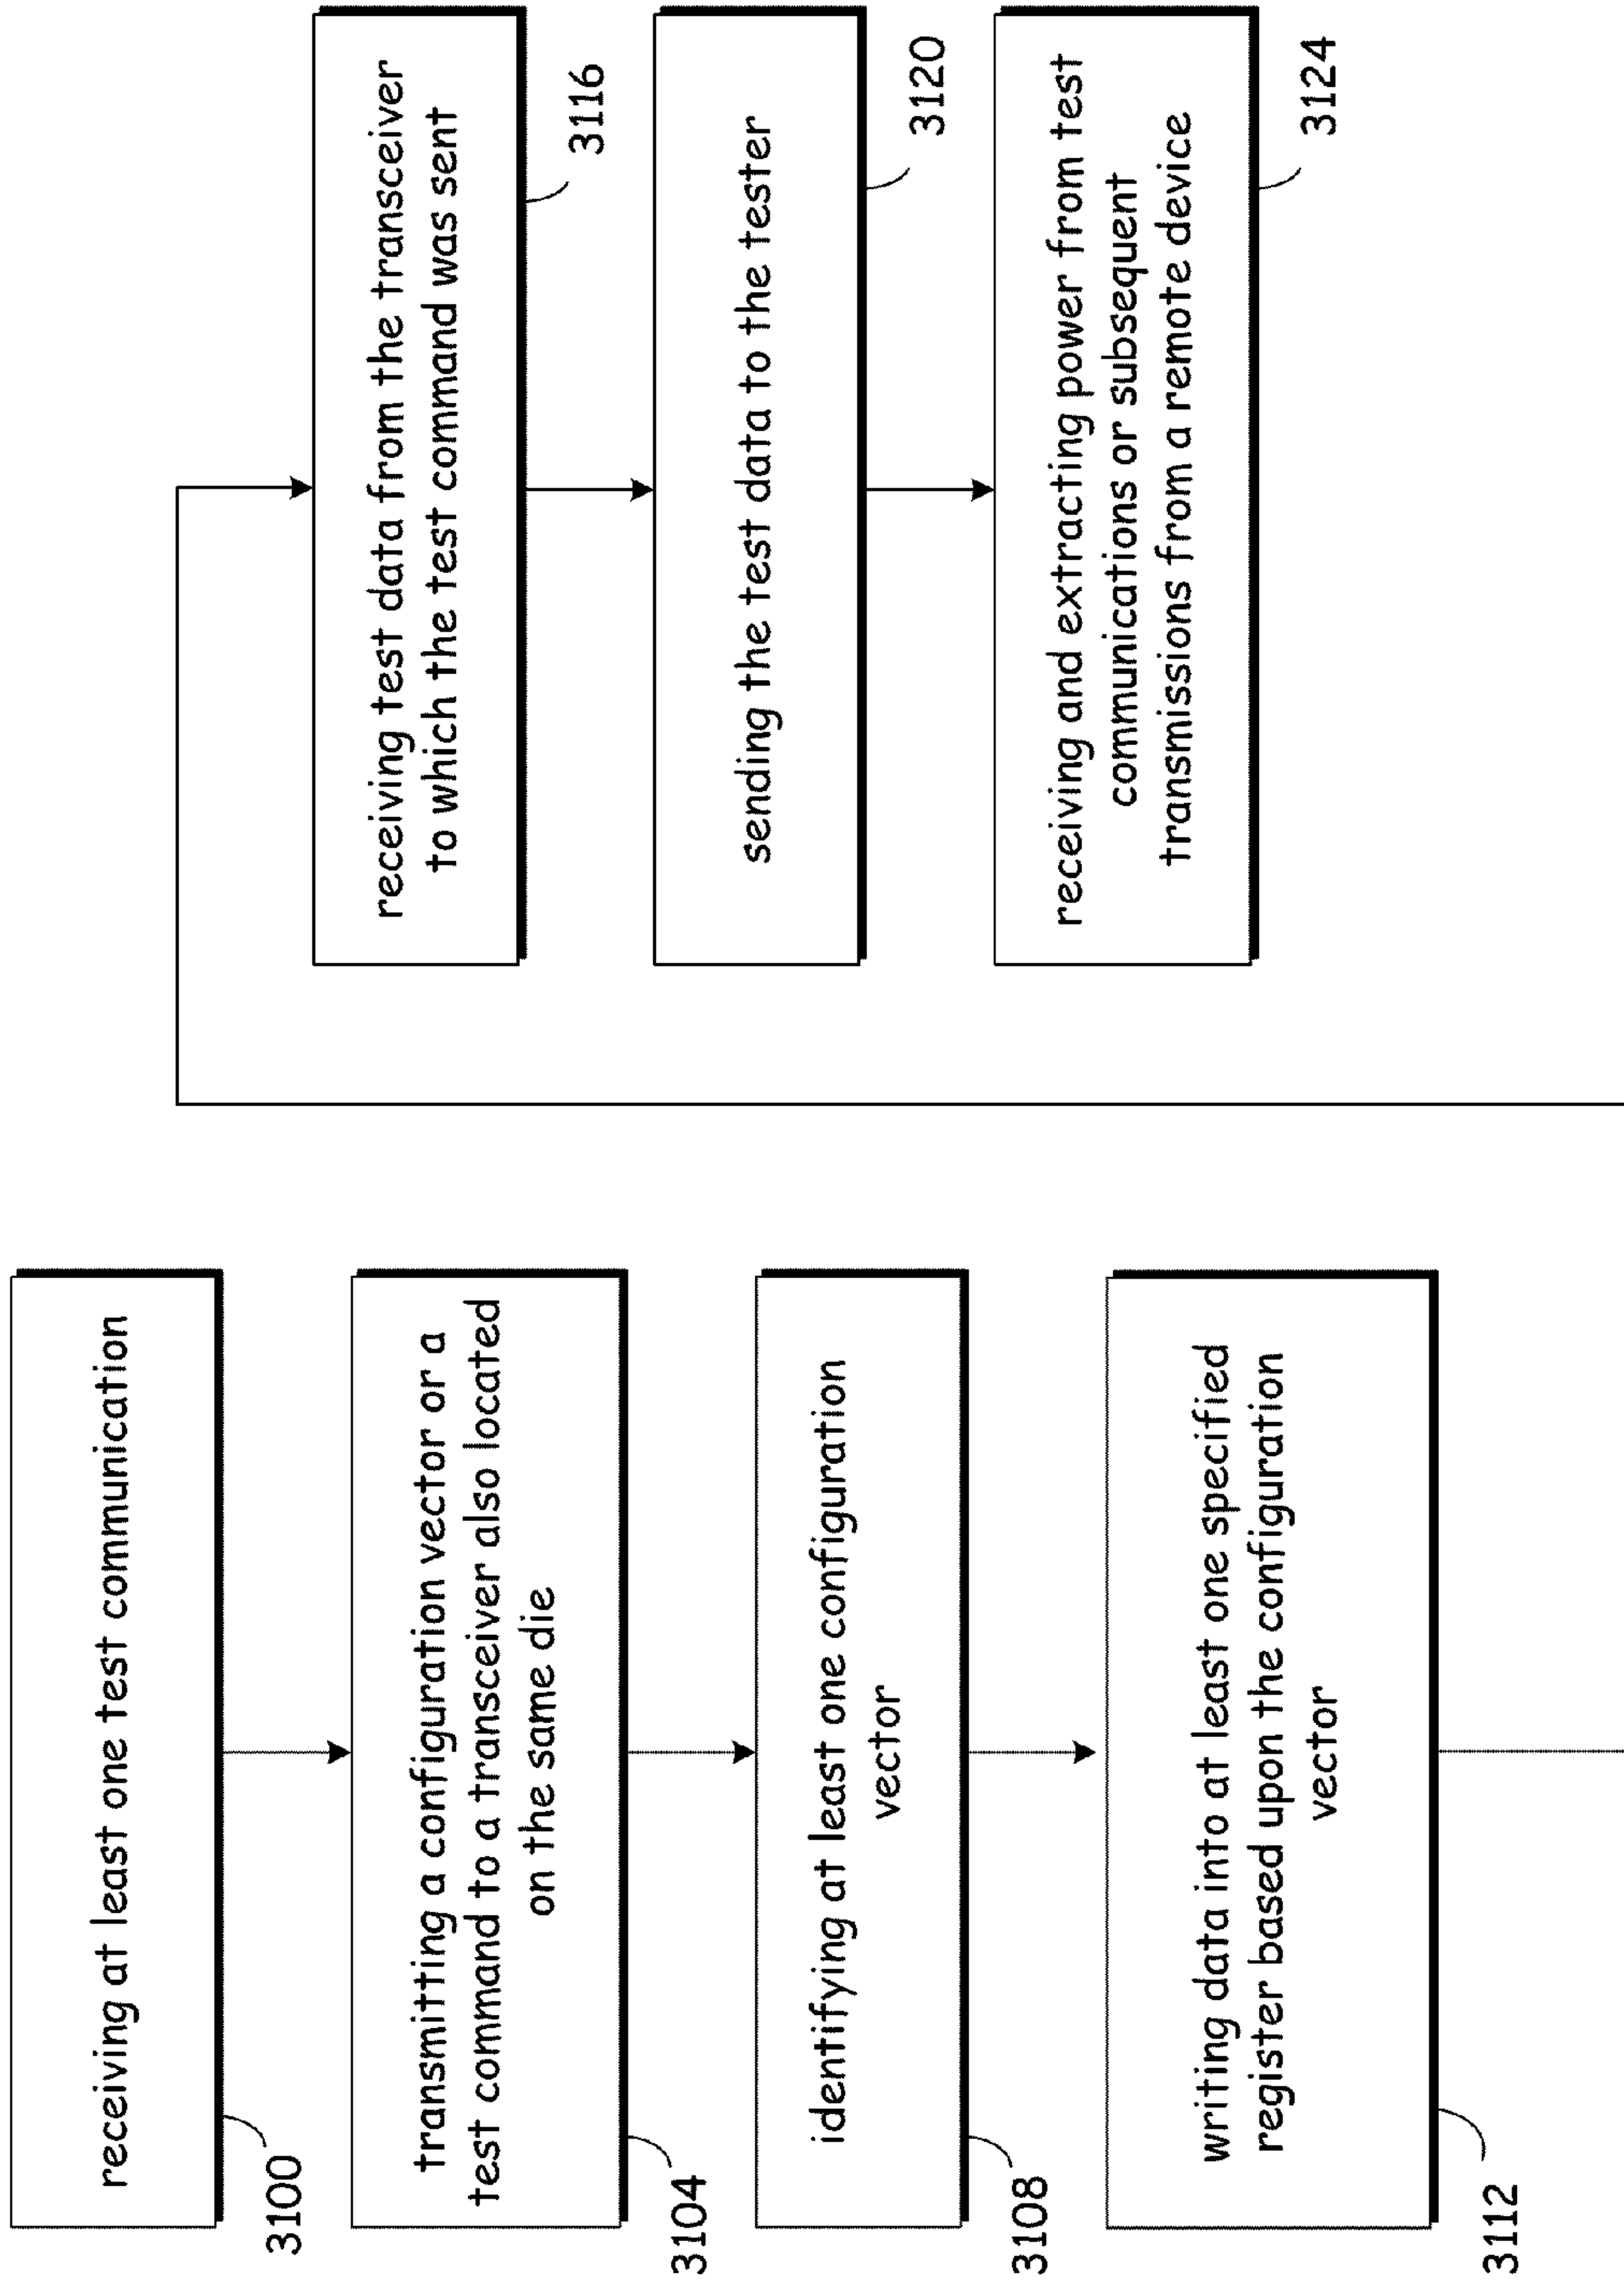 receiving at least one test communication
3100
transmitting a configuration vector or a
test command to a transceiver also located
on the same die
3104
identifying at least one configuration
vector
3108
writing data into at least one specified
register based upon the configuration
vector
3112
receiving test data from the transceiver
to which the test command was sent
3116
sending the test data to the tester
3120
receiving and extracting power from test
communications or subsequent
transmissions from a remote device
3124